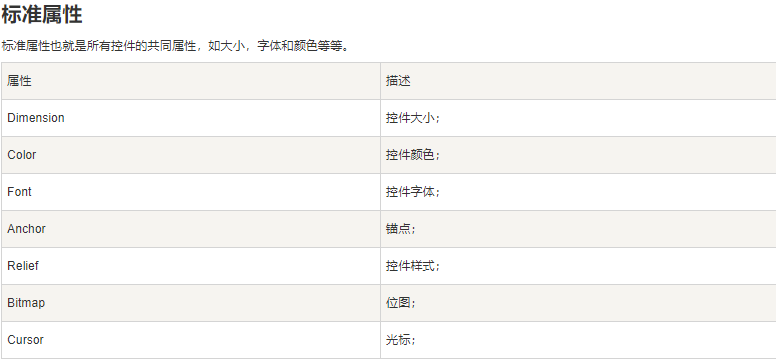 标准属性
标准属性也就是所有控件的共同属性，如大小，字体和颜色等等。
属性 描述
Dimension 控件大小；
Color 控件颜色；
Font 控件字体；
Anchor 锚点；
Relief 控件样式；
Bitmap 位图；
Cursor 光标；